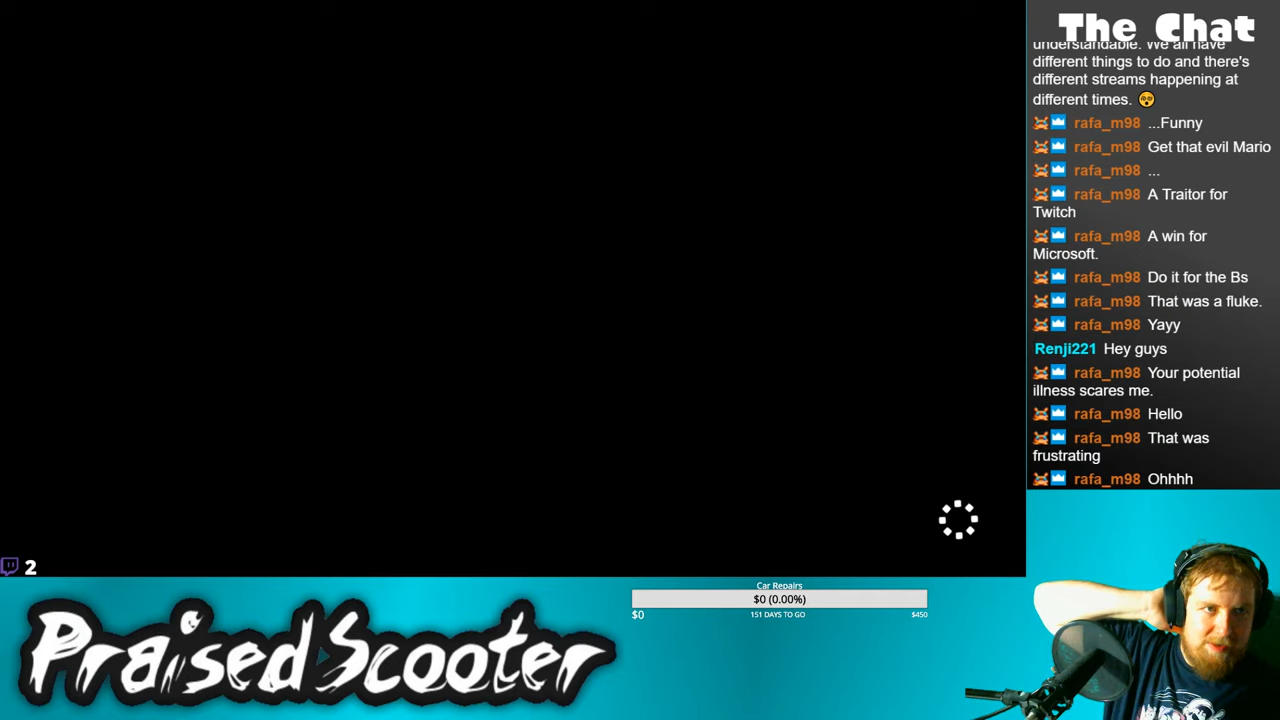 The Chat
understandable. We all have
different things to do and there's
different streams happening at
different times.
rafa_m98 ...Funny
rafa_m98 Get that evil Mario
rafa_m98 ...
rafa_m98 A Traitor for
Twitch
rafa_m98 A win for
Microsoft.
rafa_m98 Do it for the Bs
rafa_m98 That was a fluke.
rafa_m98 Yayy
Renji221 Hey guys
rafa_m98 Your potential
illness scares me.
rafa_m98 Hello
rafa_m98 That was
frustrating
rafa_m98 Ohhhh
2
Car Repairs
$0 (0.00%)
$0 151 DAYS TO GO $450
PraisedScooter